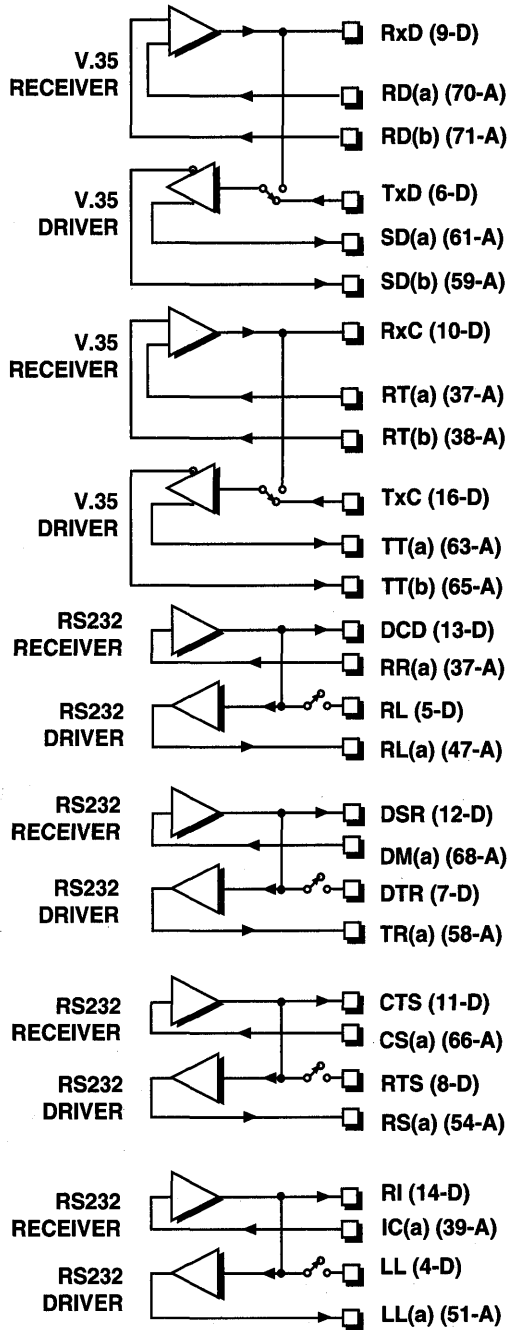 V.35
RECEIVER
RxD (9-D)
RD(a) (70-A)
RD(b) (71-A)
V.35
DRIVER
TxD (6-D)
SD(a) (61-A)
SD(b) (59-A)
V.35
RECEIVER
RxC (10-D)
RT(a) (37-A)
RT(b) (38-A)
V.35
DRIVER
TxC (16-D)
TT(a) (63-A)
TT(b) (65-A)
RS232
RECEIVER
DCD (13-D)
RR(a) (37-A)
RS232
DRIVER
RL (5-D)
RL(a) (47-A)
RS232
RECEIVER
DSR (12-D)
DM(a) (68-A)
RS232
DRIVER
DTR (7-D)
TR(a) (58-A)
RS232
RECEIVER
CTS (11-D)
CS(a) (66-A)
RS232
DRIVER
RTS (8-D)
RS(a) (54-A)
RS232
RECEIVER
RI (14-D)
IC(a) (39-A)
RS232
DRIVER
LL (4-D)
LL(a) (51-A)